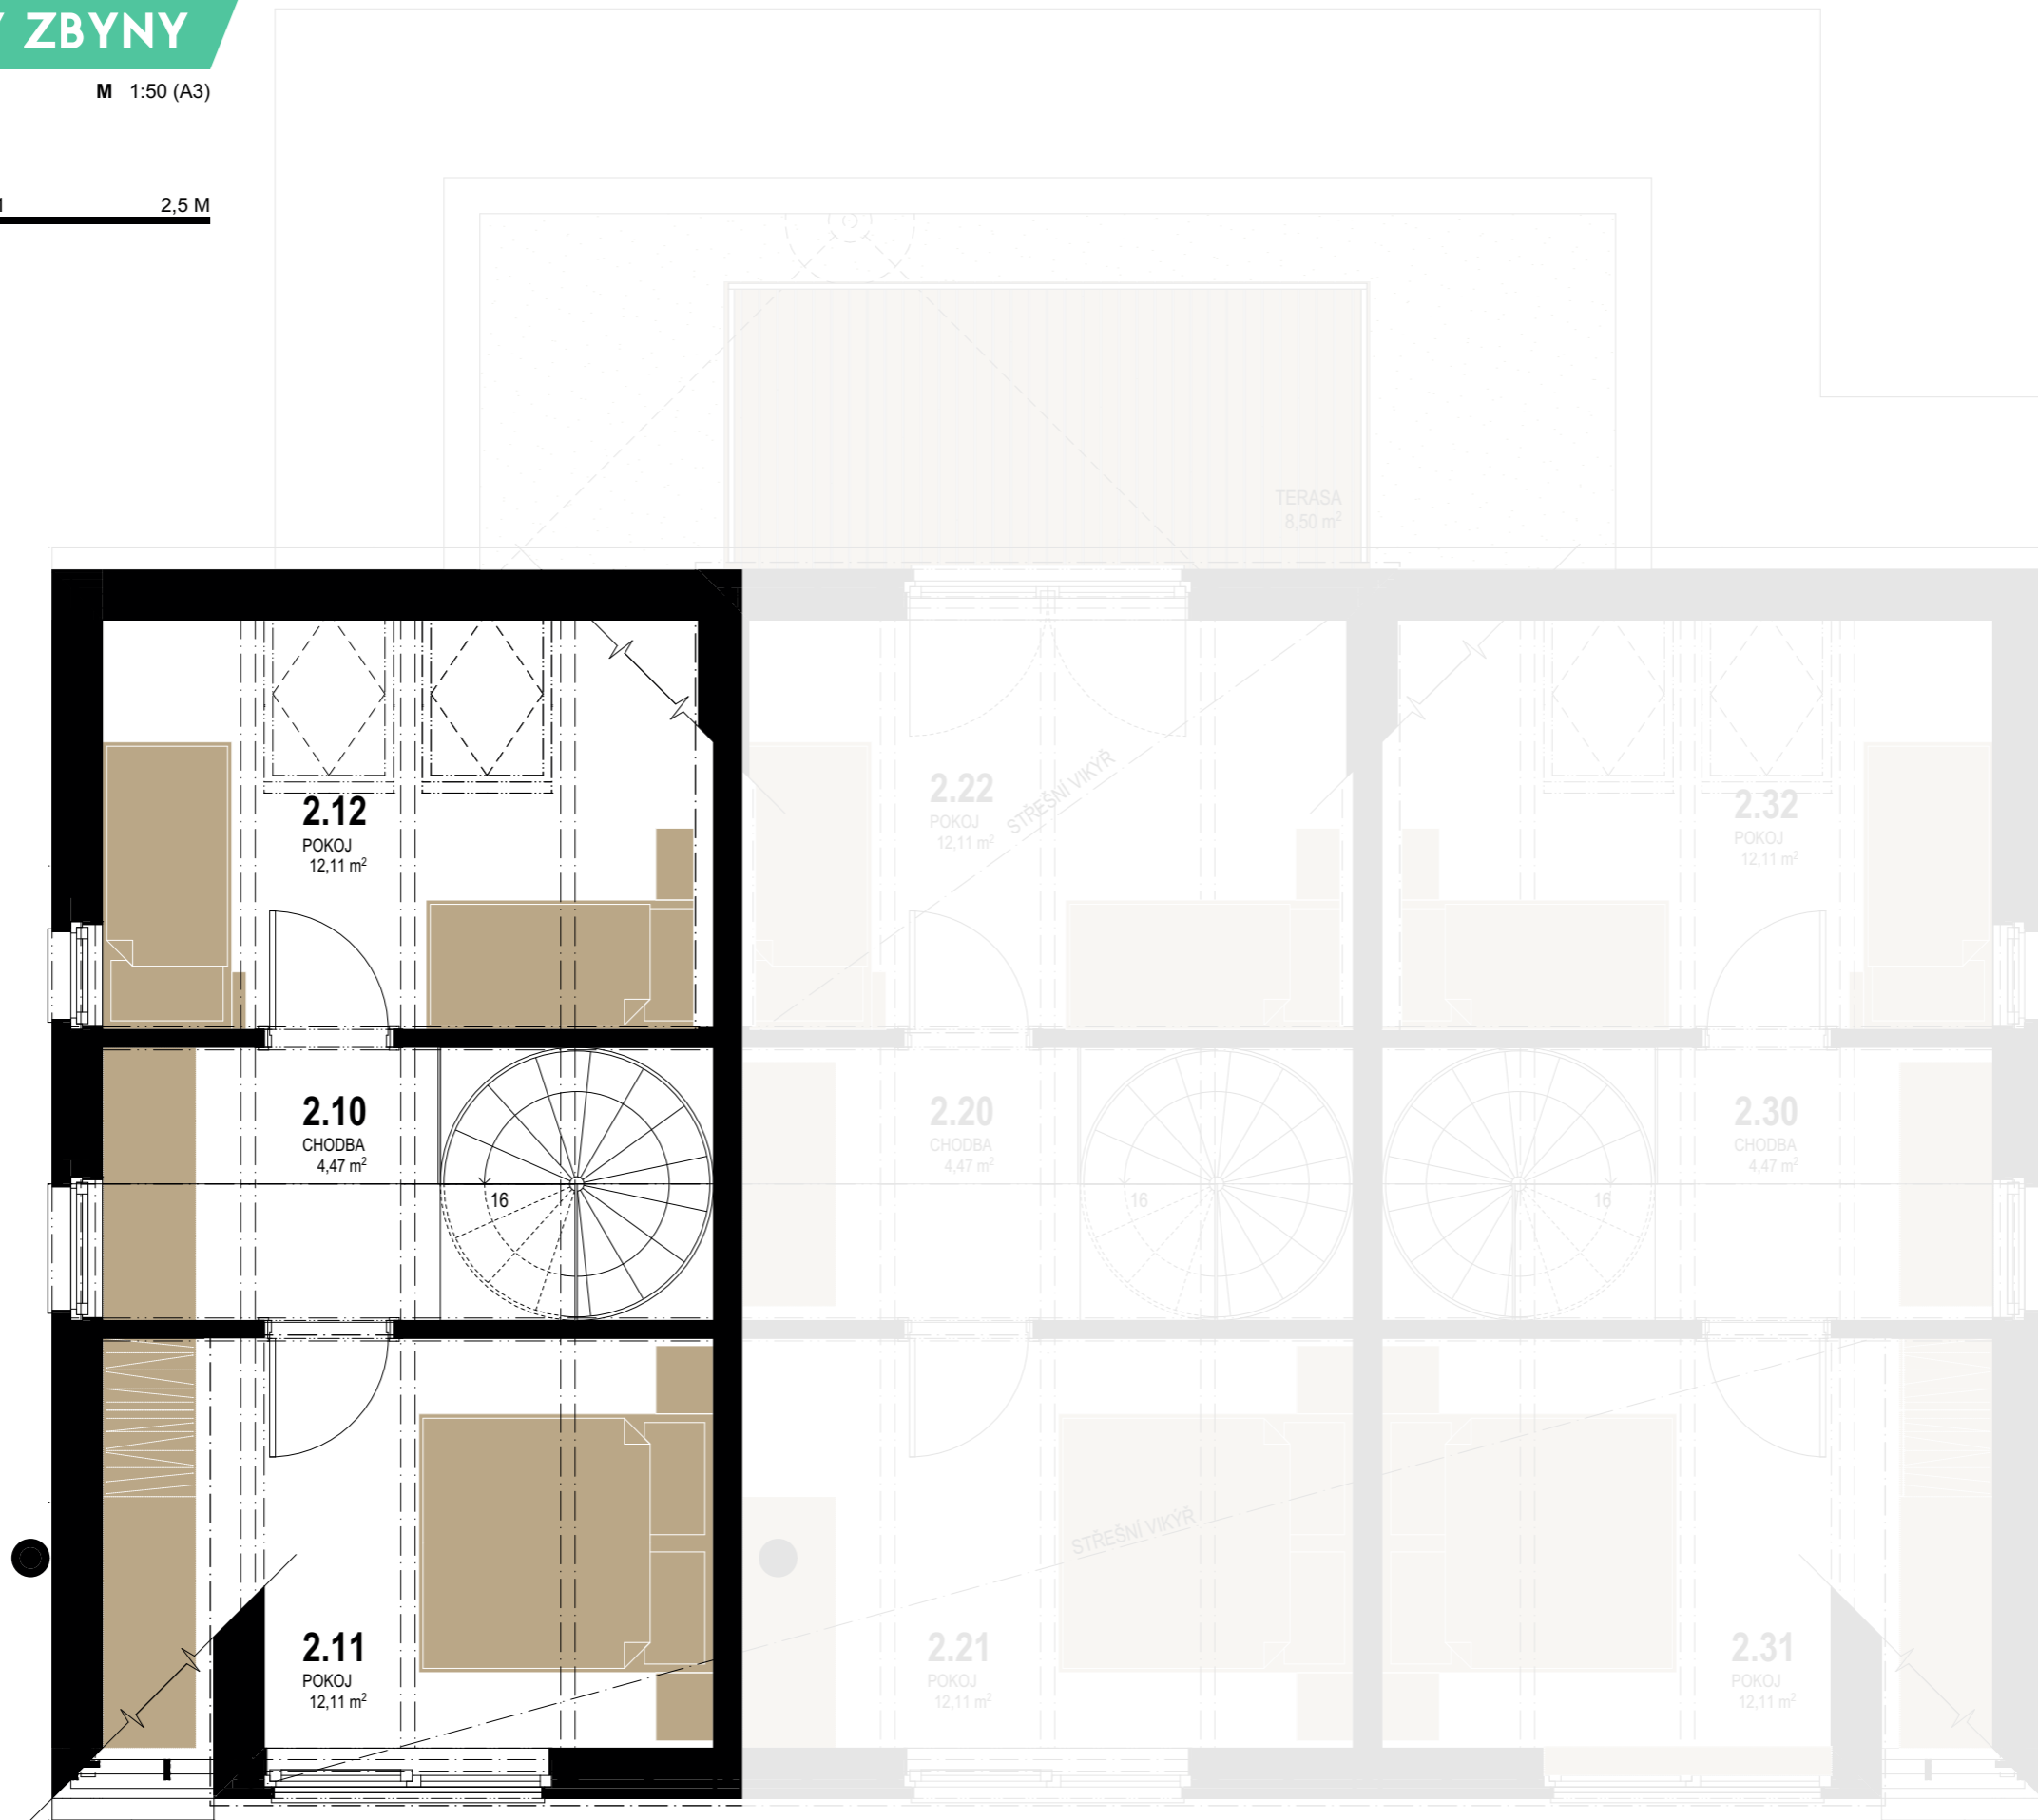 ZBYNY
M 1:50 (A3)
2,5 M
TERASA
8,50 m²
2.12
POKOJ
12,11 m²
2.22
POKOJ
12,11 m²
STŘEŠNÍ VIKÝŘ
2.32
POKOJ
12,11 m²
2.10
CHODBA
4,47 m²
16
2.20
CHODBA
4,47 m²
16
2.30
CHODBA
4,47 m²
16
STŘEŠNÍ VIKÝŘ
2.11
POKOJ
12,11 m²
2.21
POKOJ
12,11 m²
2.31
POKOJ
12,11 m²